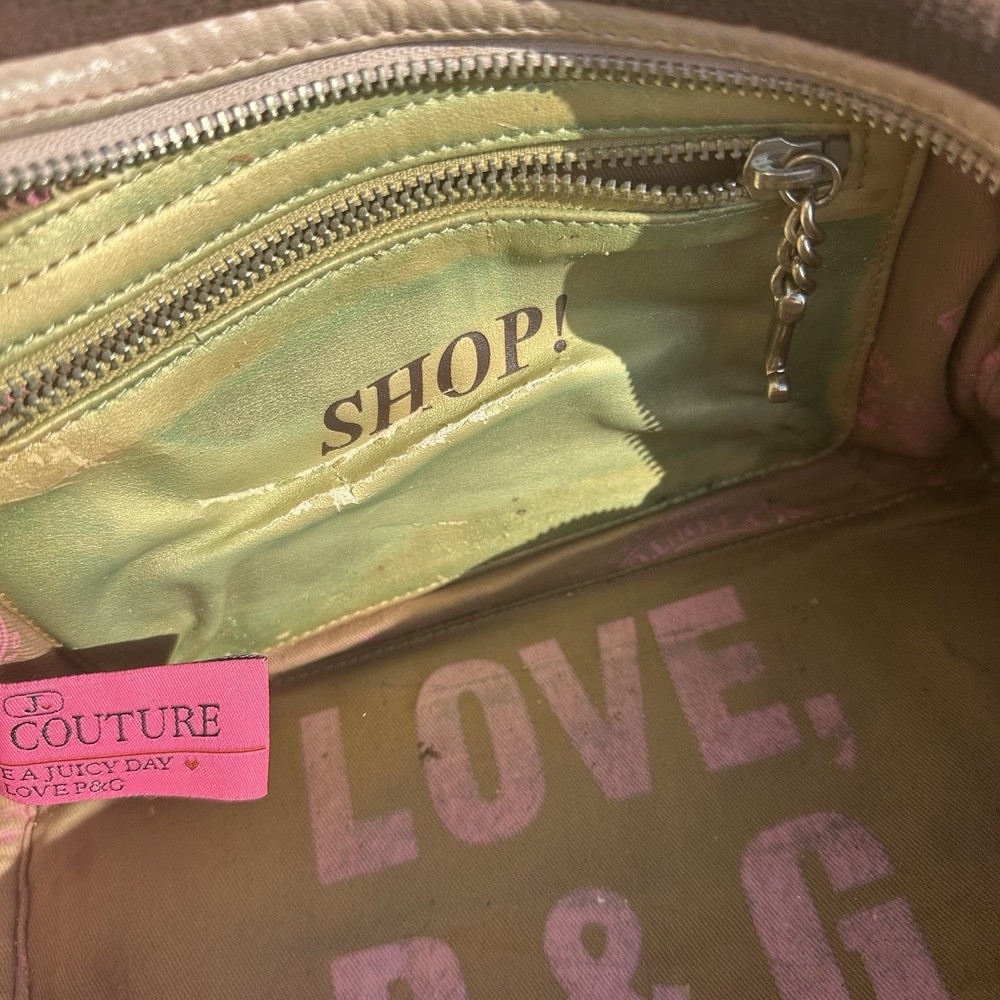 SHOP!
J.
COUTURE
E A JUICY DAY
LOVE P&G
LOVE,
P&G